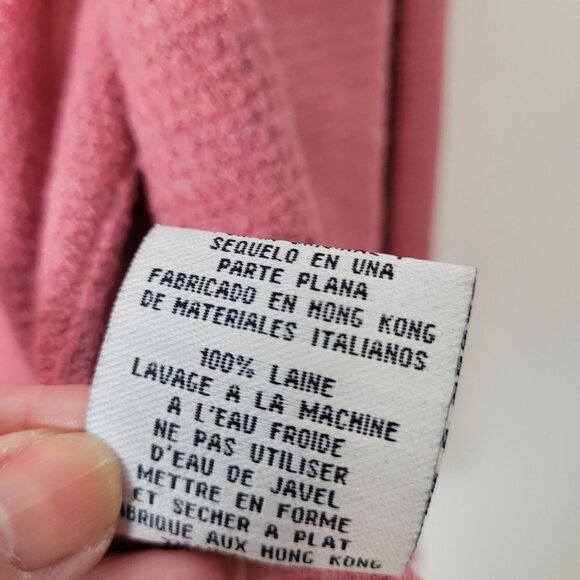 SEQUELO EN UNA
PARTE PLANA
FABRICADO EN HONG KONG
DE MATERIALES ITALIANOS
100% LAINE
LAVAGE A LA MACHINE
A L'EAU FROIDE
NE PAS UTILISER
D'EAU DE JAVEL
METTRE EN FORME
ET SECHER A PLAT
ABRIQUE AUX HONG KONG